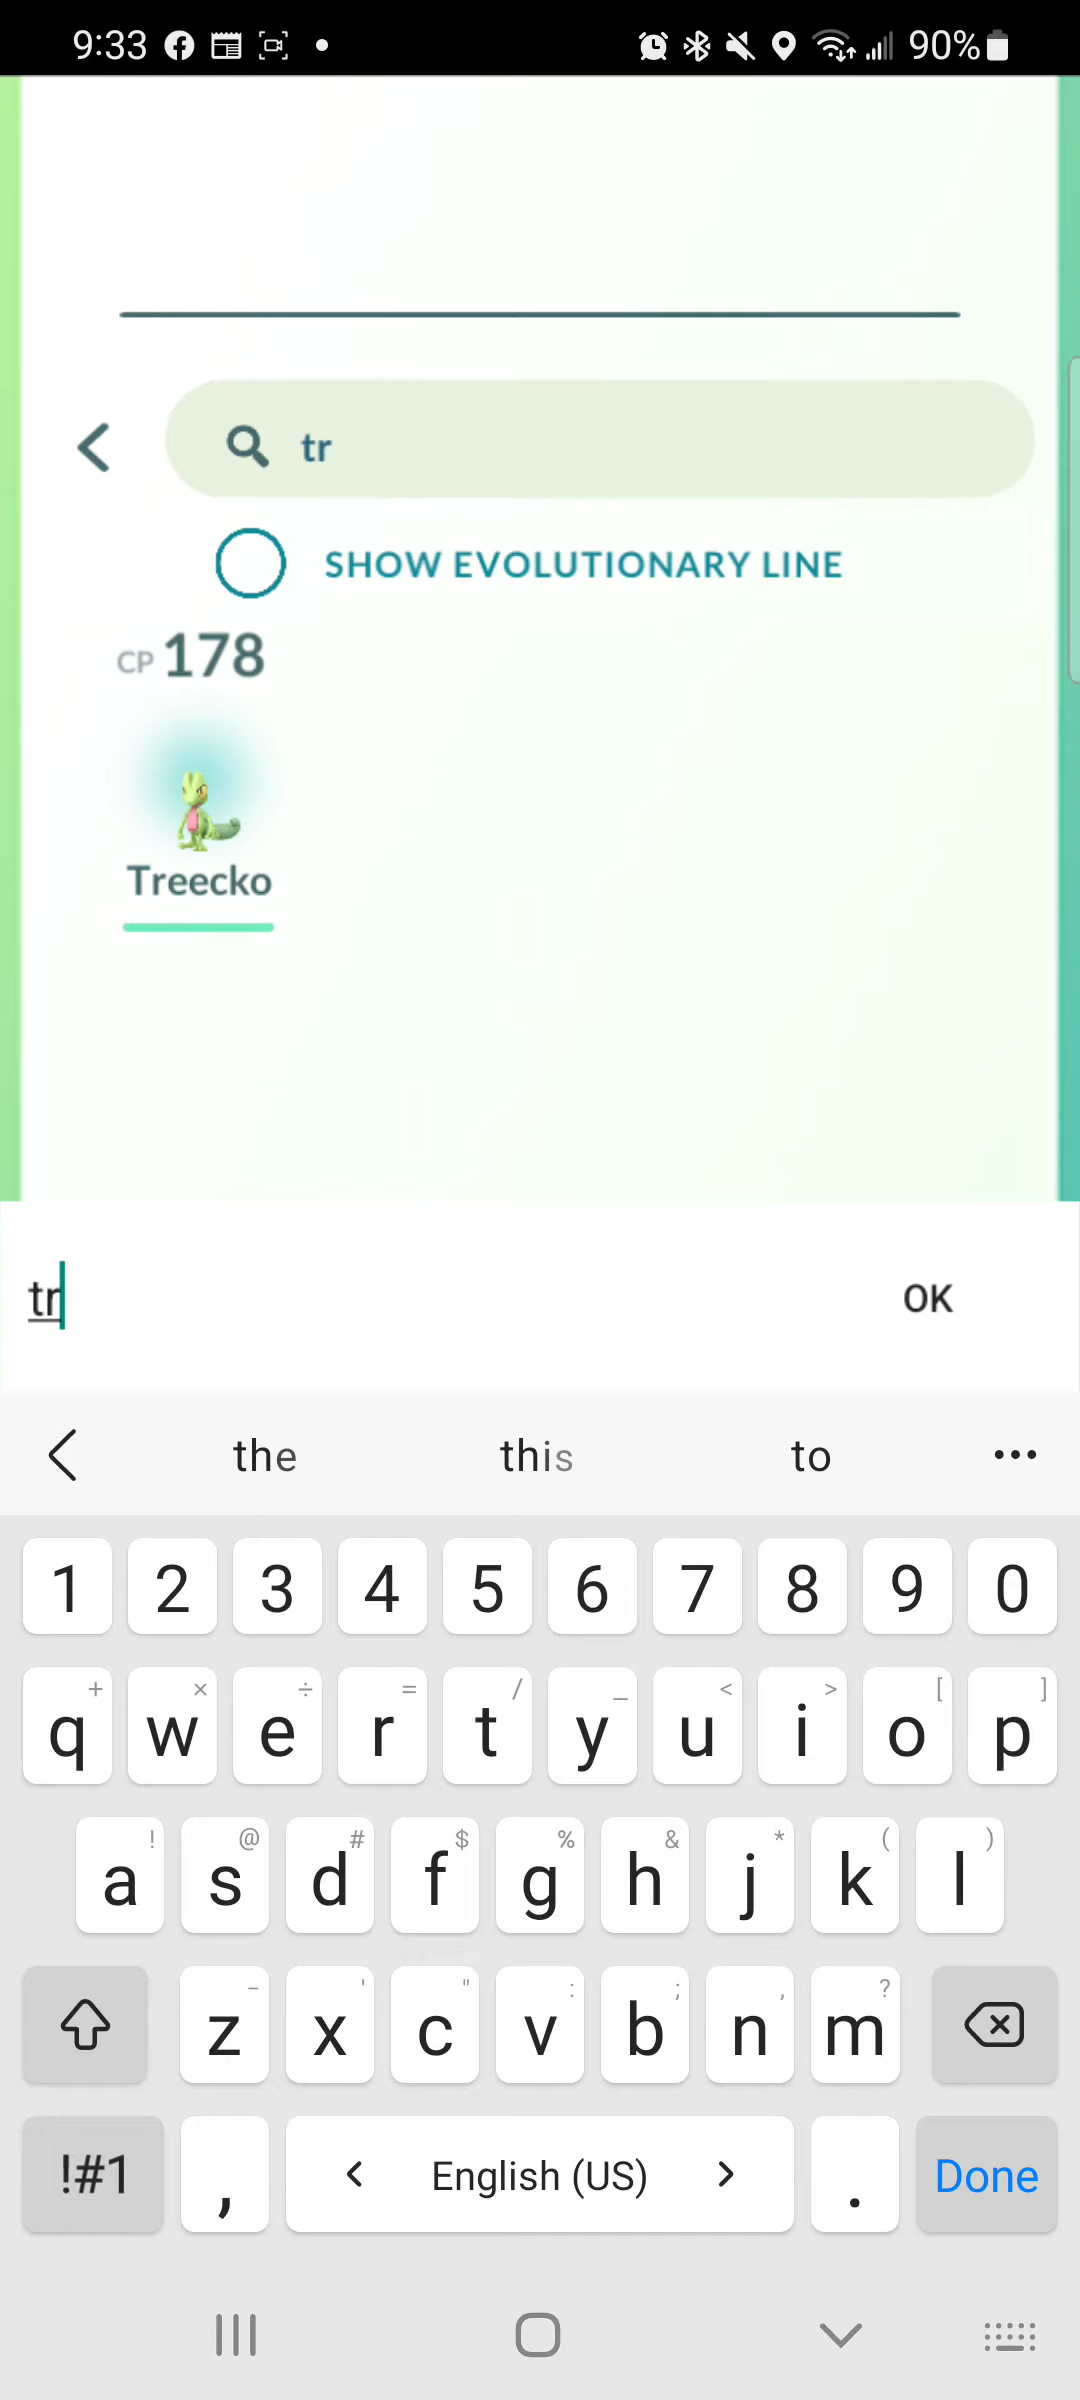 9:33 90%
tr
SHOW EVOLUTIONARY LINE
CP 178
Treecko
tr OK
the this to •••
1 2 3 4 5 6 7 8 9 0
+ × ÷ = / _ < > [ ]
q w e r t y u i o p
! @ # $ % & * ( )
a s d f g h j k l
- ' " : ; , ?
z x c v b n m
!#1 , < English (US) > . Done